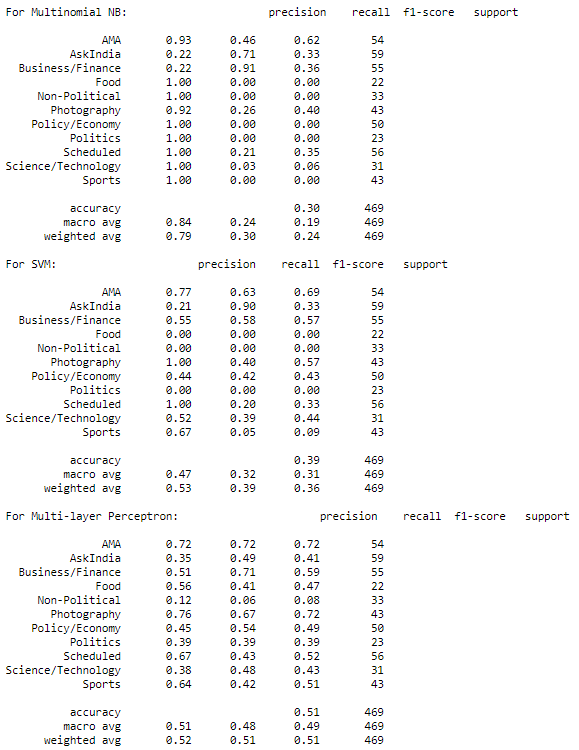 For Multinomial NB: precision recall f1-score support
AMA 0.93 0.46 0.62 54
AskIndia 0.22 0.71 0.33 59
Business/Finance 0.22 0.91 0.36 55
Food 1.00 0.00 0.00 22
Non-Political 1.00 0.00 0.00 33
Photography 0.92 0.26 0.40 43
Policy/Economy 1.00 0.00 0.00 50
Politics 1.00 0.00 0.00 23
Scheduled 1.00 0.21 0.35 56
Science/Technology 1.00 0.03 0.06 31
Sports 1.00 0.00 0.00 43
accuracy 0.30 469
macro avg 0.84 0.24 0.19 469
weighted avg 0.79 0.30 0.24 469
For SVM: precision recall f1-score support
AMA 0.77 0.63 0.69 54
AskIndia 0.21 0.90 0.33 59
Business/Finance 0.55 0.58 0.57 55
Food 0.00 0.00 0.00 22
Non-Political 0.00 0.00 0.00 33
Photography 1.00 0.40 0.57 43
Policy/Economy 0.44 0.42 0.43 50
Politics 0.00 0.00 0.00 23
Scheduled 1.00 0.20 0.33 56
Science/Technology 0.52 0.39 0.44 31
Sports 0.67 0.05 0.09 43
accuracy 0.39 469
macro avg 0.47 0.32 0.31 469
weighted avg 0.53 0.39 0.36 469
For Multi-layer Perceptron: precision recall f1-score support
AMA 0.72 0.72 0.72 54
AskIndia 0.35 0.49 0.41 59
Business/Finance 0.51 0.71 0.59 55
Food 0.56 0.41 0.47 22
Non-Political 0.12 0.06 0.08 33
Photography 0.76 0.67 0.72 43
Policy/Economy 0.45 0.54 0.49 50
Politics 0.39 0.39 0.39 23
Scheduled 0.67 0.43 0.52 56
Science/Technology 0.38 0.48 0.43 31
Sports 0.64 0.42 0.51 43
accuracy 0.51 469
macro avg 0.51 0.48 0.49 469
weighted avg 0.52 0.51 0.51 469